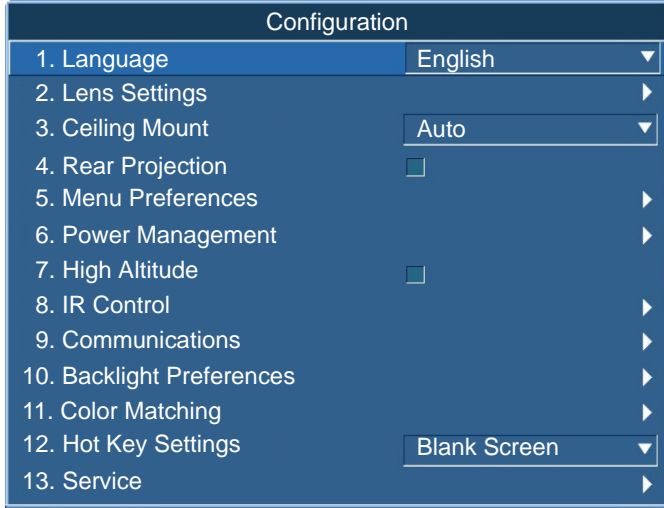 Configuration
1. Language English
2. Lens Settings
3. Ceiling Mount Auto
4. Rear Projection
5. Menu Preferences
6. Power Management
7. High Altitude
8. IR Control
9. Communications
10. Backlight Preferences
11. Color Matching
12. Hot Key Settings Blank Screen
13. Service